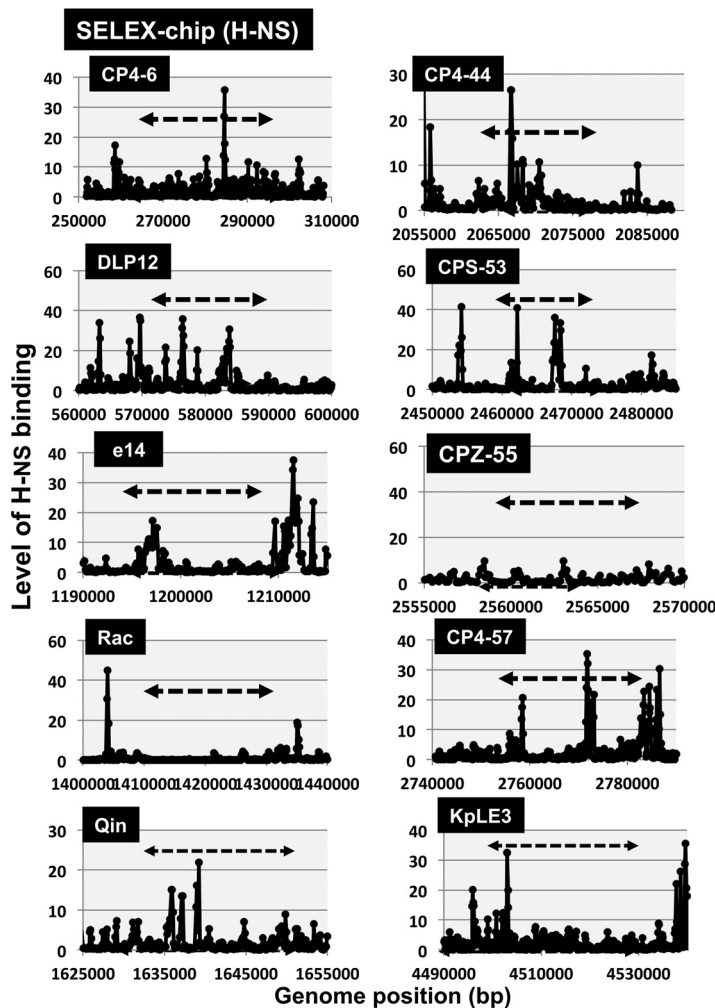 SELEX-chip (H-NS)
CP4-6
40
30
20
10
0
250000 270000 290000 310000
CP4-44
30
20
10
0
2055000 2065000 2075000 2085000
DLP12
60
40
20
0
560000 570000 580000 590000 600000
CPS-53
60
40
20
0
2450000 2460000 2470000 2480000
e14
40
30
20
10
0
1190000 1200000 1210000
CPZ-55
60
40
20
0
2555000 2560000 2565000 2570000
Rac
60
40
20
0
1400000 1410000 1420000 1430000 1440000
CP4-57
40
30
20
10
0
2740000 2760000 2780000
Qin
30
20
10
0
1625000 1635000 1645000 1655000
KpLE3
40
30
20
10
0
4490000 4510000 4530000
Level of H-NS binding
Genome position (bp)